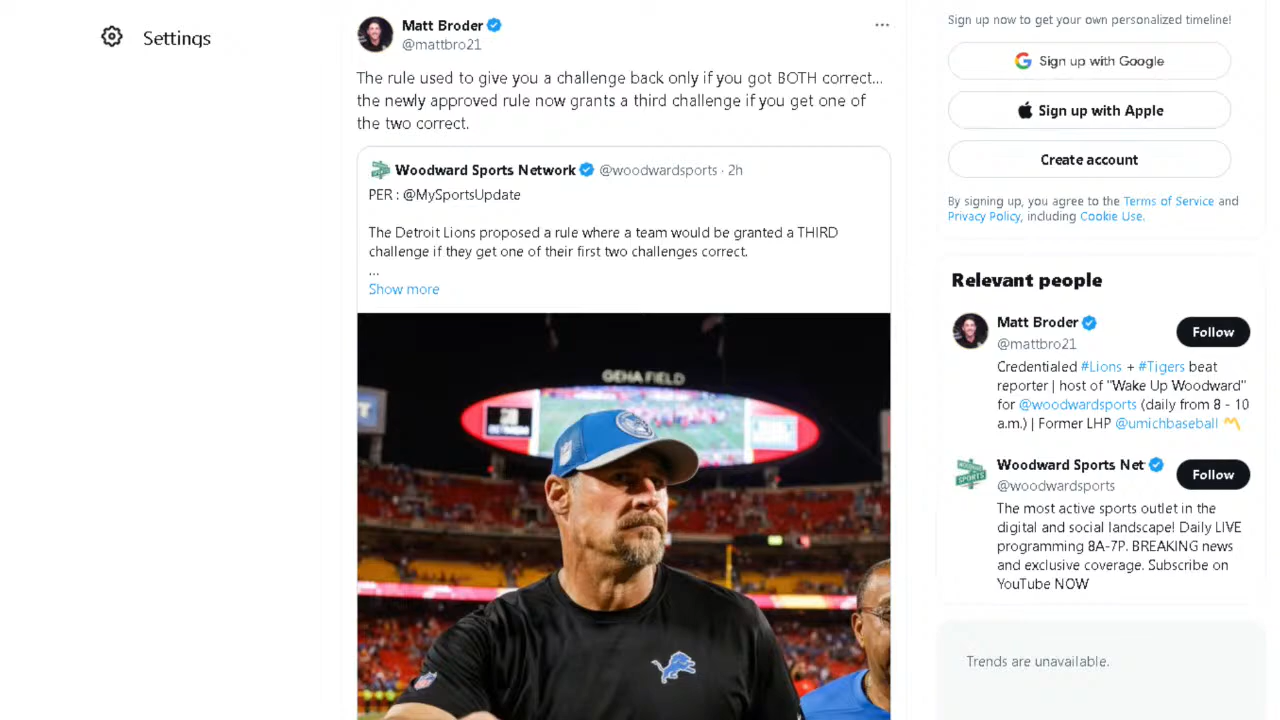 Settings
Matt Broder
@mattbro21
The rule used to give you a challenge back only if you got BOTH correct...
the newly approved rule now grants a third challenge if you get one of
the two correct.
Woodward Sports Network @woodwardsports · 2h
PER : @MySportsUpdate
The Detroit Lions proposed a rule where a team would be granted a THIRD
challenge if they get one of their first two challenges correct.
...
Show more
GEHA FIELD
Sign up now to get your own personalized timeline!
Sign up with Google
Sign up with Apple
Create account
By signing up, you agree to the Terms of Service and
Privacy Policy, including Cookie Use.
Relevant people
Matt Broder
Follow
@mattbro21
Credentialed #Lions + #Tigers beat
reporter | host of "Wake Up Woodward"
for @woodwardsports (daily from 8 - 10
a.m.) | Former LHP @umichbaseball
Woodward Sports Net
Follow
@woodwardsports
The most active sports outlet in the
digital and social landscape! Daily LIVE
programming 8A-7P. BREAKING news
and exclusive coverage. Subscribe on
YouTube NOW
Trends are unavailable.